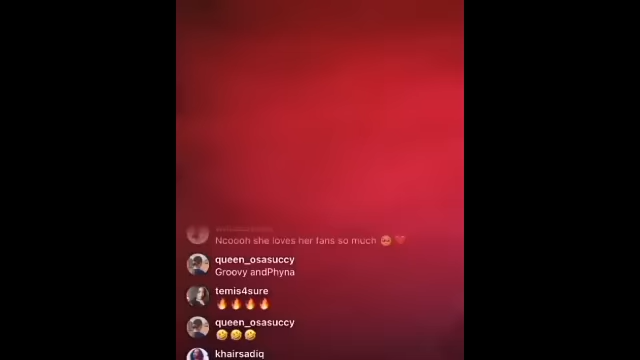 Ncoooh she loves her fans so much 🥺❤️
queen_osasuccy
Groovy andPhyna
temis4sure
🔥🔥🔥🔥
queen_osasuccy
🤣🤣🤣
khairsadiq